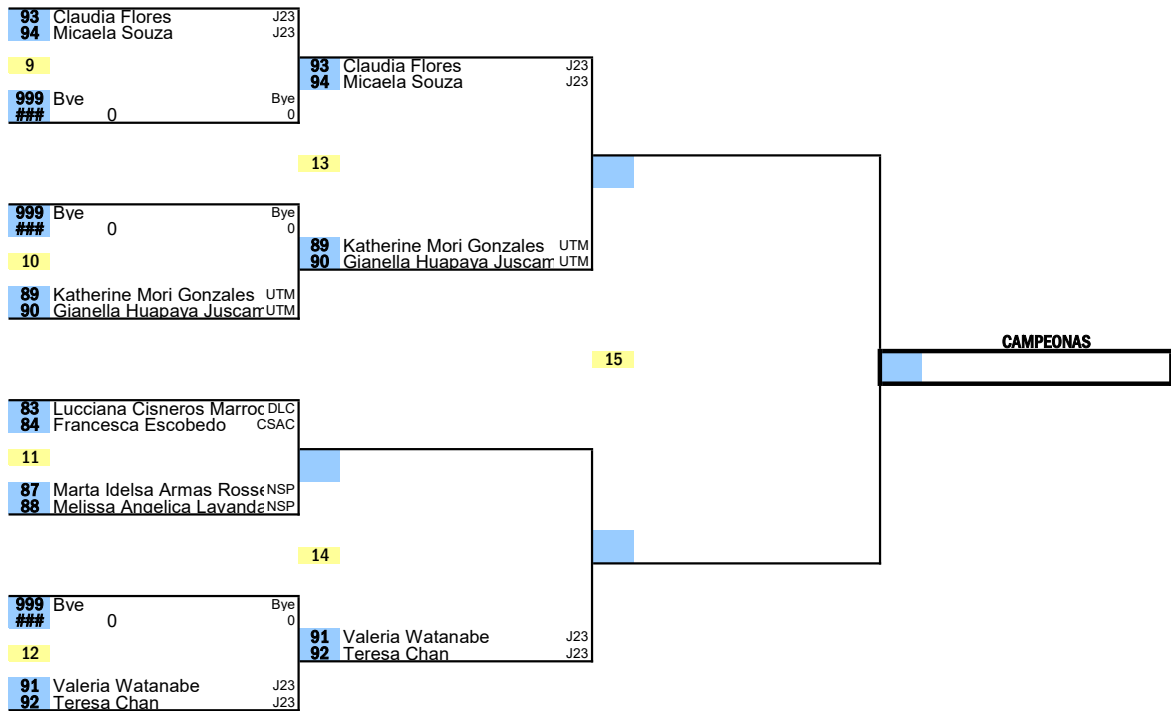 93 Claudia Flores J23
94 Micaela Souza J23
9
999 Bye Bye
### 0 0
93 Claudia Flores J23
94 Micaela Souza J23
13
999 Bye Bye
### 0 0
10
89 Katherine Mori Gonzales UTM
90 Gianella Huapaya Juscam UTM
89 Katherine Mori Gonzales UTM
90 Gianella Huapaya Juscam UTM
15
CAMPEONAS
83 Lucciana Cisneros Marroc DLC
84 Francesca Escobedo CSAC
11
87 Marta Idelsa Armas Rosse NSP
88 Melissa Angelica Lavanda NSP
14
999 Bye Bye
### 0 0
12
91 Valeria Watanabe J23
92 Teresa Chan J23
91 Valeria Watanabe J23
92 Teresa Chan J23